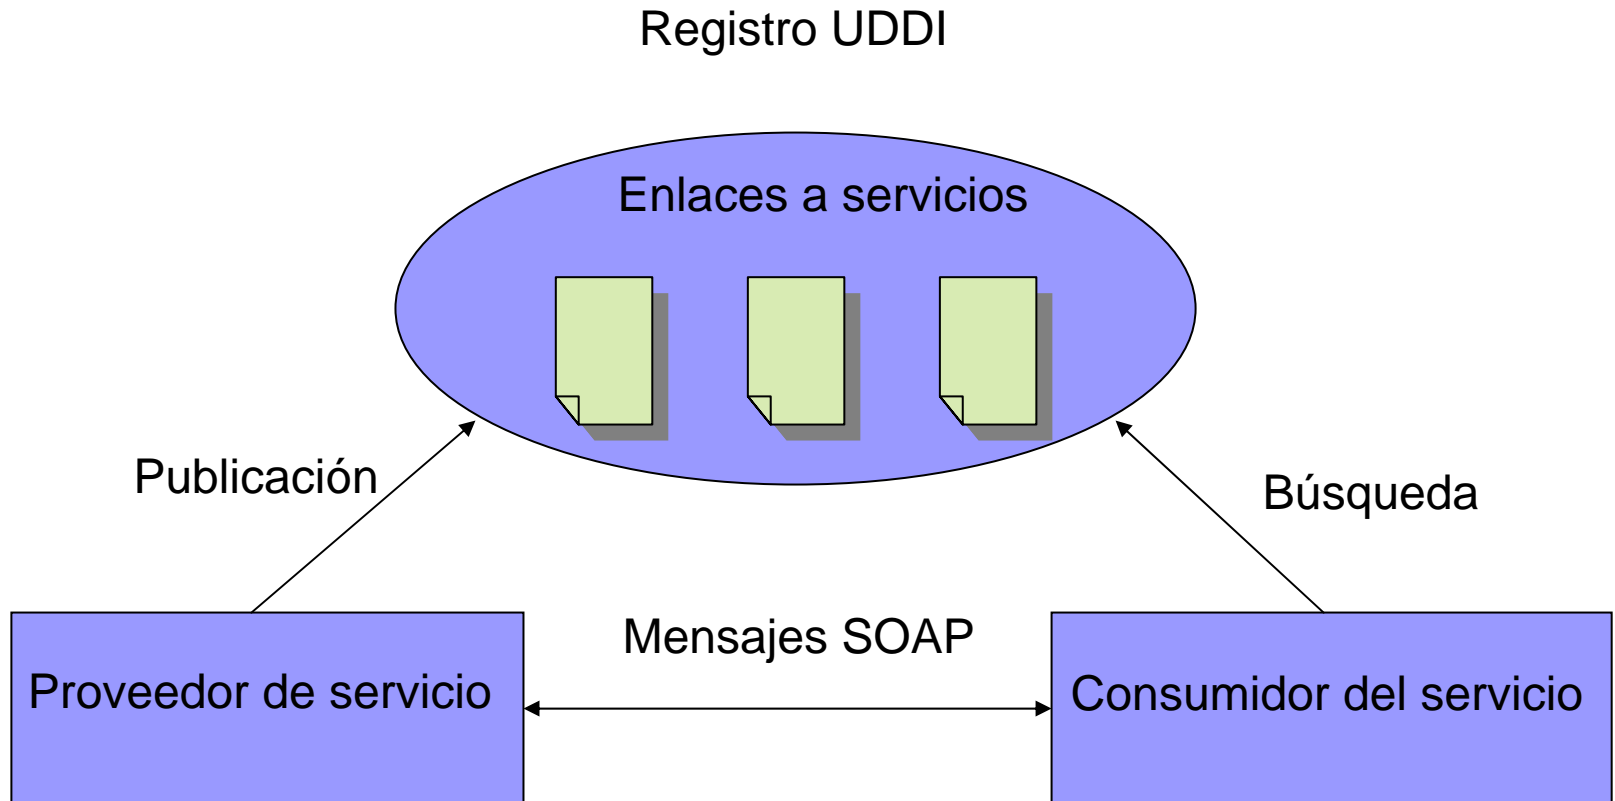 Registro UDDI
Enlaces a servicios
Publicación
Búsqueda
Mensajes SOAP
Proveedor de servicio
Consumidor del servicio